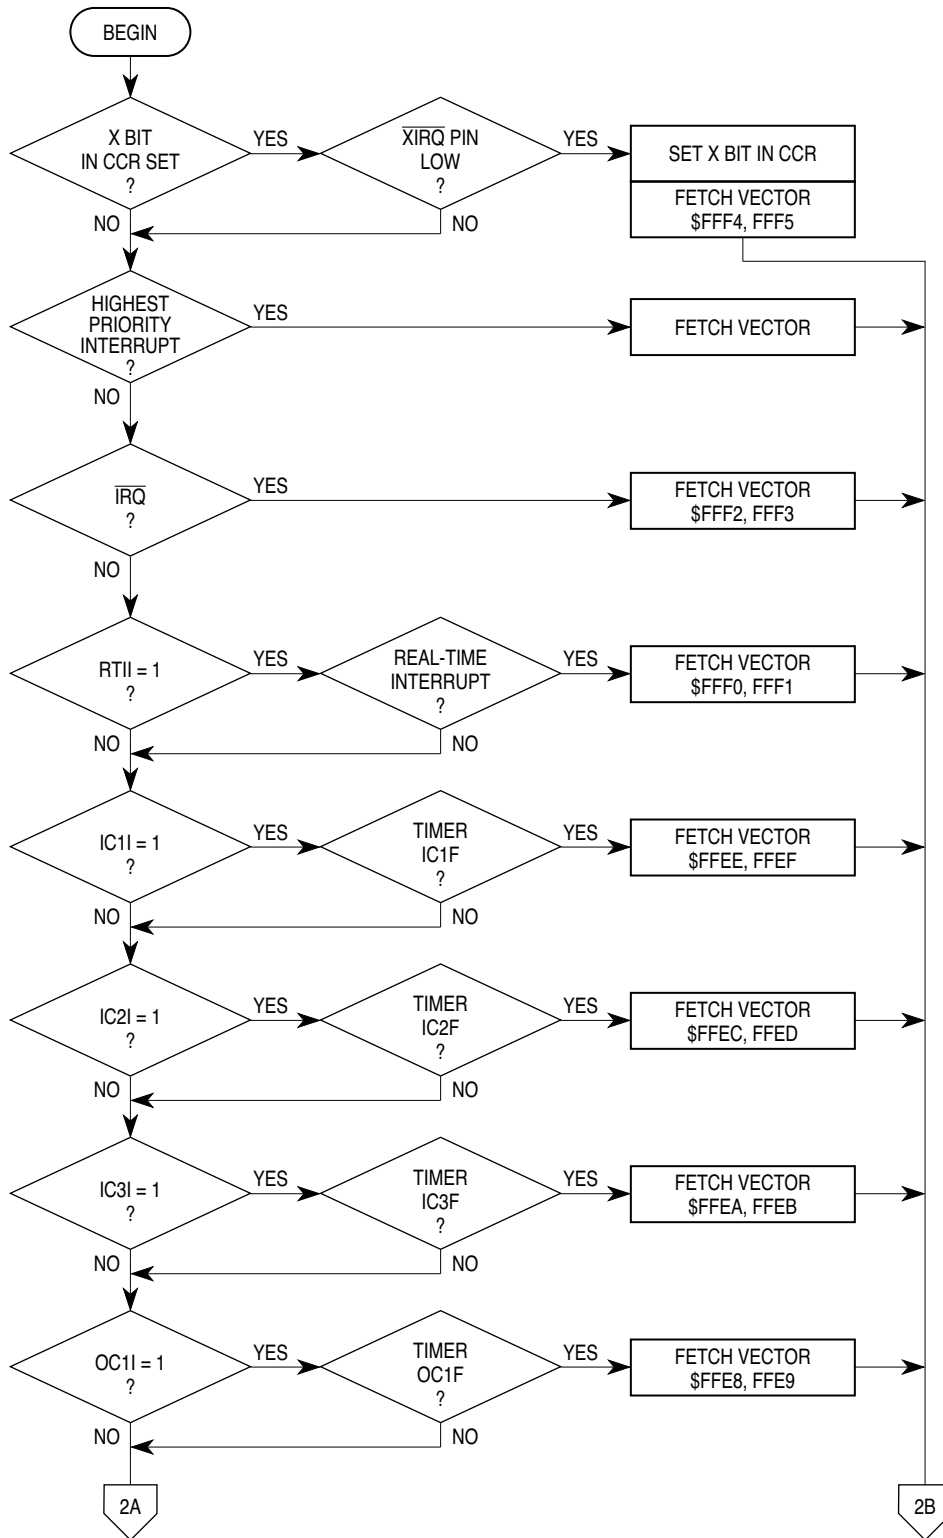 BEGIN
X BIT
IN CCR SET
?
YES
XIRQ PIN
LOW
?
YES
SET X BIT IN CCR
FETCH VECTOR
$FFF4, FFF5
NO
NO
HIGHEST
PRIORITY
INTERRUPT
?
YES
FETCH VECTOR
NO
IRQ
?
YES
FETCH VECTOR
$FFF2, FFF3
NO
RTII = 1
?
YES
REAL-TIME
INTERRUPT
?
YES
FETCH VECTOR
$FFF0, FFF1
NO
NO
IC1I = 1
?
YES
TIMER
IC1F
?
YES
FETCH VECTOR
$FFEE, FFEF
NO
NO
IC2I = 1
?
YES
TIMER
IC2F
?
YES
FETCH VECTOR
$FFEC, FFED
NO
NO
IC3I = 1
?
YES
TIMER
IC3F
?
YES
FETCH VECTOR
$FFEA, FFEB
NO
NO
OC1I = 1
?
YES
TIMER
OC1F
?
YES
FETCH VECTOR
$FFE8, FFE9
NO
NO
2A
2B